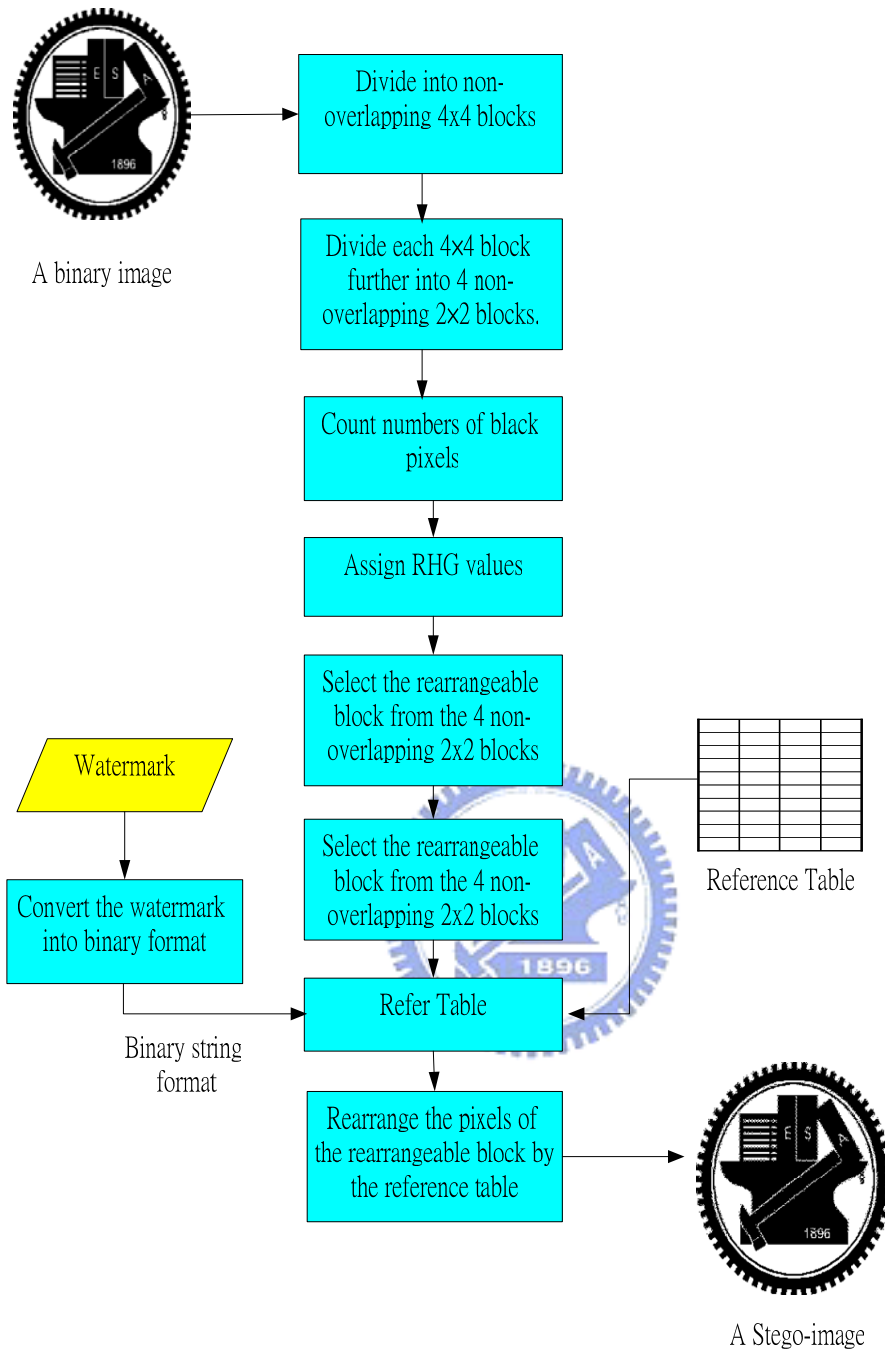 E S A
1896
A binary image
Divide into non-
overlapping 4x4 blocks
Divide each 4×4 block
further into 4 non-
overlapping 2×2 blocks.
Count numbers of black
pixels
Assign RHG values
Select the rearrangeable
block from the 4 non-
overlapping 2x2 blocks
Watermark
Reference Table
Select the rearrangeable
block from the 4 non-
overlapping 2x2 blocks
A
Convert the watermark
into binary format
1896
Refer Table
Binary string
format
Rearrange the pixels of
the rearrangeable block by
the reference table
E S A
1896
A Stego-image